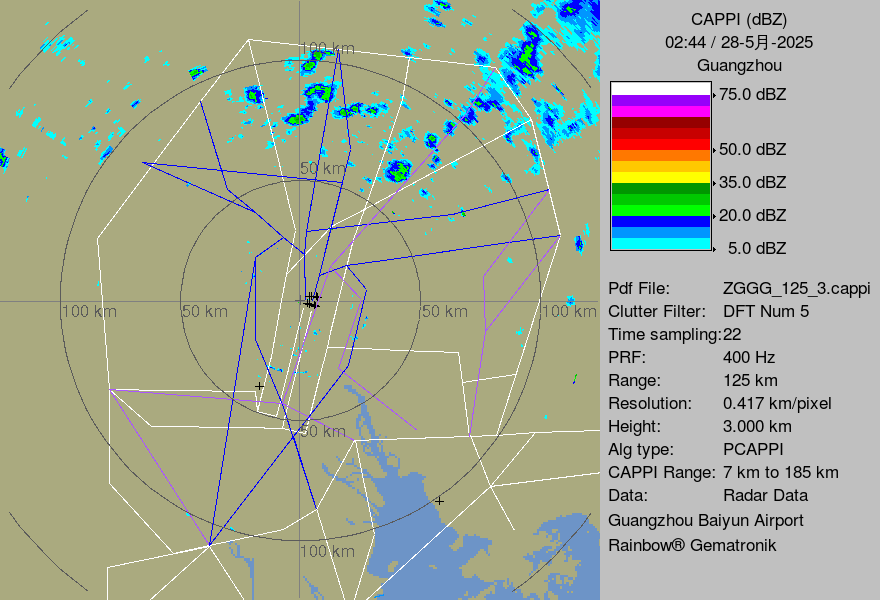 CAPPI (dBZ)
02:44 / 28-5月-2025
Guangzhou
75.0 dBZ
50.0 dBZ
35.0 dBZ
20.0 dBZ
5.0 dBZ
Pdf File: ZGGG_125_3.cappi
Clutter Filter: DFT Num 5
Time sampling:22
PRF: 400 Hz
Range: 125 km
Resolution: 0.417 km/pixel
Height: 3.000 km
Alg type: PCAPPI
CAPPI Range: 7 km to 185 km
Data: Radar Data
Guangzhou Baiyun Airport
Rainbow® Gematronik
100 km
50 km
100 km
50 km
50 km
100 km
50 km
100 km